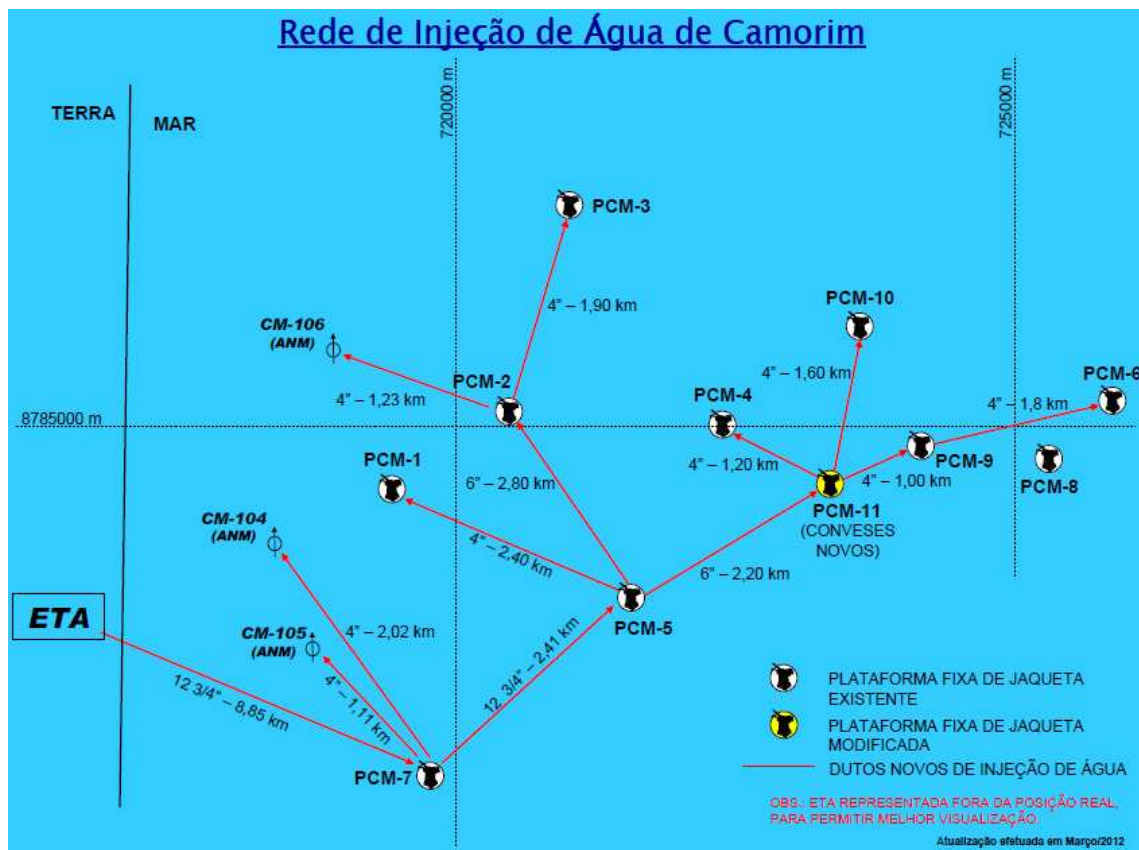 Rede de Injeção de Água de Camorim
TERRA
MAR
720000 m
725000 m
PCM-3
4” – 1,90 km
PCM-10
CM-106
(ANM)
4” – 1,60 km
PCM-2
PCM-4
PCM-6
4” – 1,23 km
4” – 1,8 km
8785000 m
PCM-1
6” – 2,80 km
4” – 1,20 km
PCM-9
4” – 1,00 km
PCM-8
PCM-11
(CONVESES
NOVOS)
CM-104
(ANM)
4” – 2,40 km
6” – 2,20 km
ETA
CM-105
(ANM)
4” – 2,02 km
PCM-5
12 3/4” – 8,85 km
4” – 1,11 km
12 3/4” – 2,41 km
PCM-7
PLATAFORMA FIXA DE JAQUETA
EXISTENTE
PLATAFORMA FIXA DE JAQUETA
MODIFICADA
DUTOS NOVOS DE INJEÇÃO DE ÁGUA
OBS.: ETA REPRESENTADA FORA DA POSIÇÃO REAL,
PARA PERMITIR MELHOR VISUALIZAÇÃO.
Atualização efetuada em Março/2012